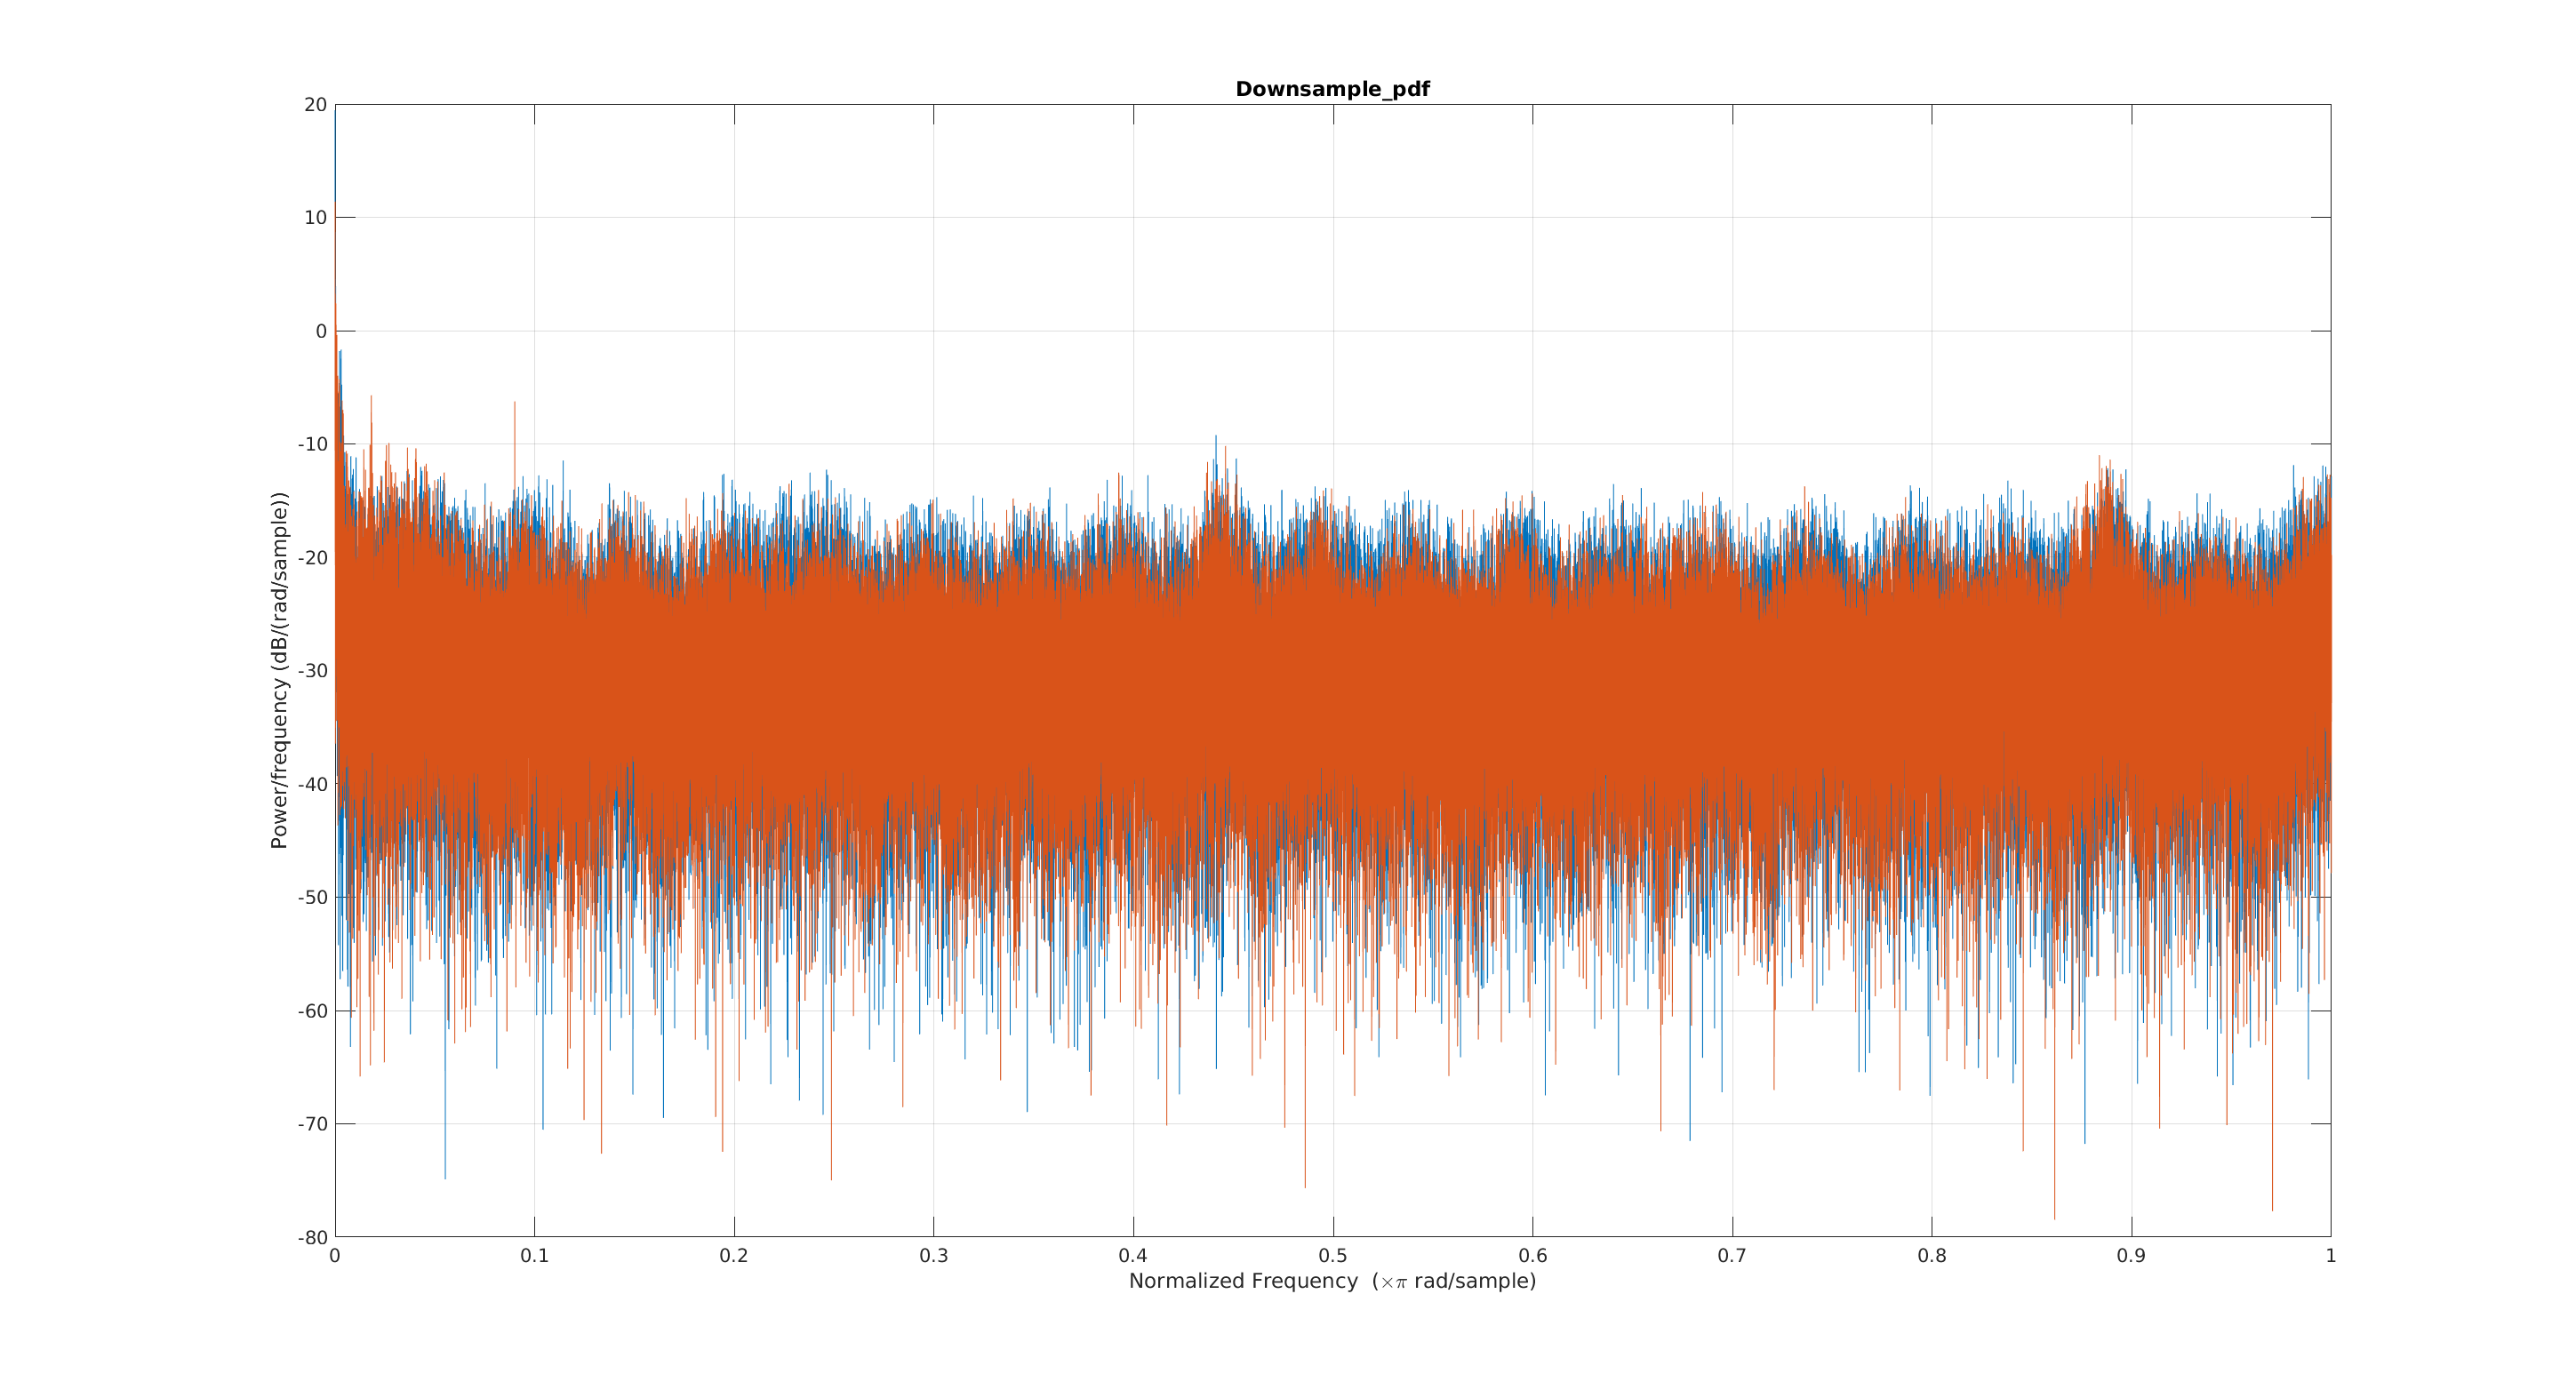 Downsample_pdf
20
10
0
-10
-20
-30
-40
-50
-60
-70
-80
Power/frequency (dB/(rad/sample))
0 0.1 0.2 0.3 0.4 0.5 0.6 0.7 0.8 0.9 1
Normalized Frequency (×π rad/sample)